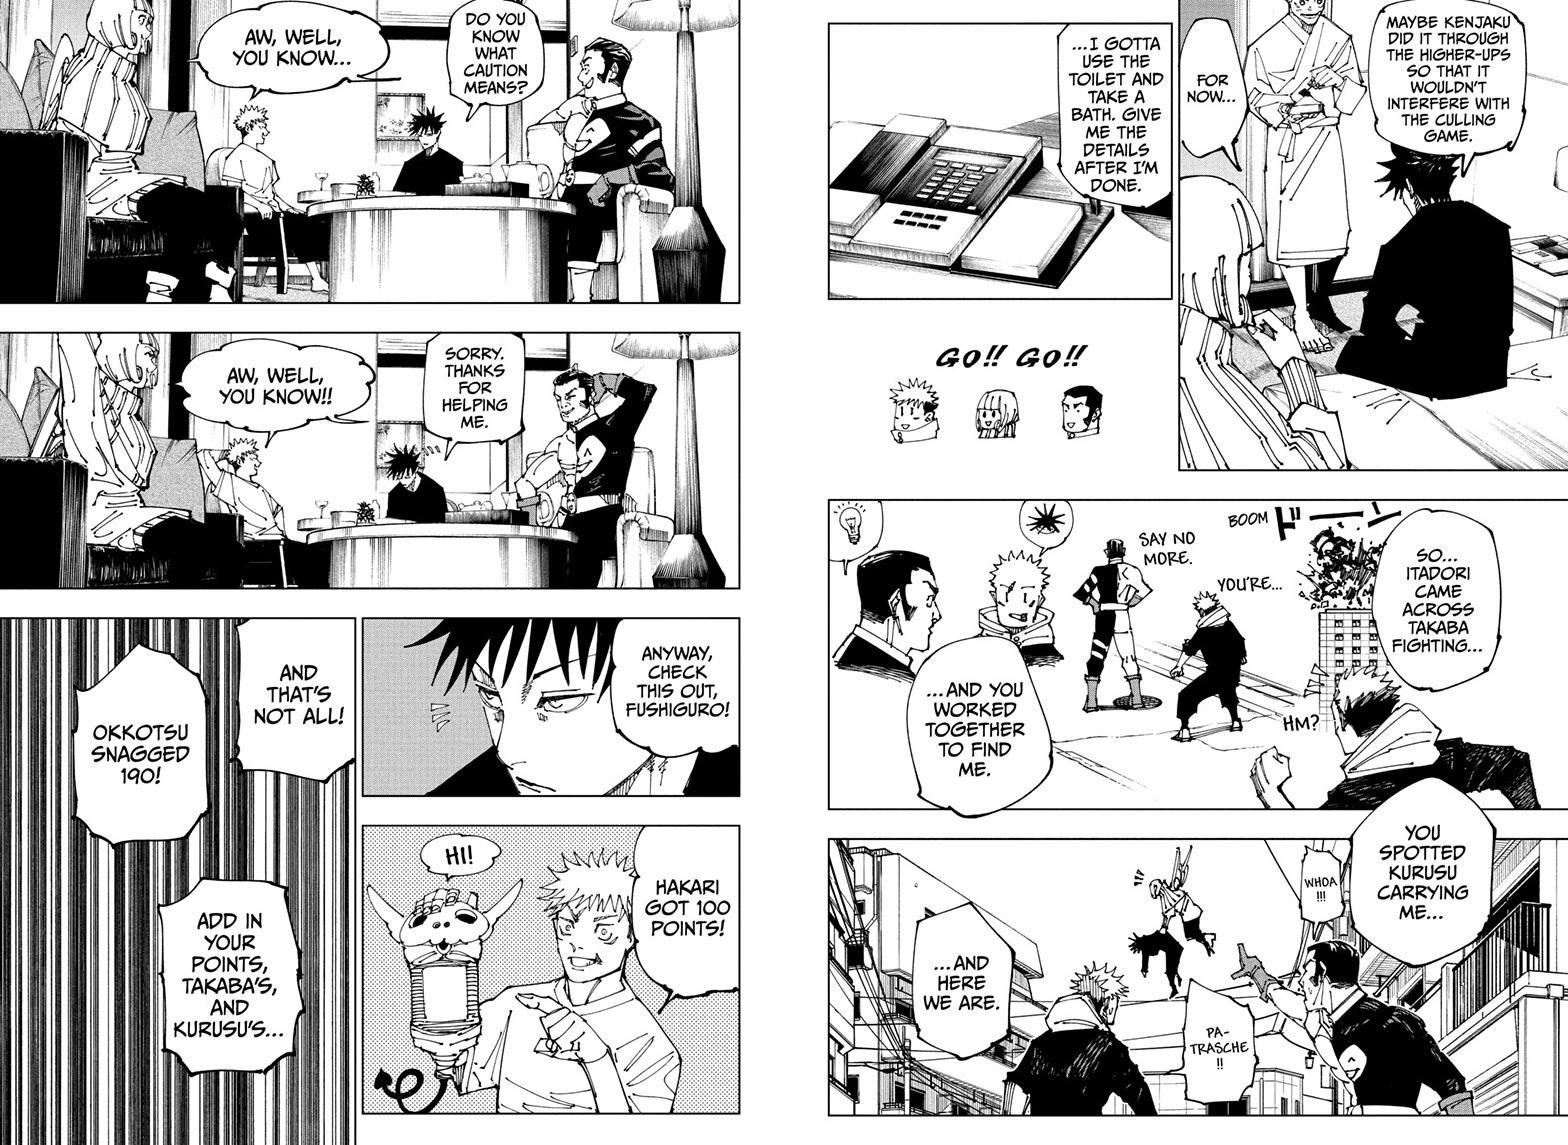 MAYBE KENJAKU
DID IT THROUGH
THE HIGHER-UPS
SO THAT IT
WOULDN'T
INTERFERE WITH
THE CULLING
GAME.
FOR
NOW...
...I GOTTA
USE THE
TOILET AND
TAKE A
BATH. GIVE
ME THE
DETAILS
AFTER I'M
DONE.
GO!! GO!!
SO...
ITADORI
CAME
ACROSS
TAKABA
FIGHTING...
BOOM
ドーン
HM?
YOU'RE...
SAY NO
MORE.
...AND YOU
WORKED
TOGETHER
TO FIND
ME.
YOU
SPOTTED
KURUSU
CARRYING
ME...
WHOA
!!!
PA-
TRASCHE
!!
...AND
HERE
WE ARE.
DO YOU
KNOW
WHAT
CAUTION
MEANS?
AW, WELL,
YOU KNOW...
SORRY.
THANKS
FOR
HELPING
ME.
AW, WELL,
YOU KNOW!!
ANYWAY,
CHECK
THIS OUT,
FUSHIGURO!
HAKARI
GOT 100
POINTS!
HI!
AND
THAT'S
NOT ALL!
OKKOTSU
SNAGGED
190!
ADD IN
YOUR
POINTS,
TAKABA'S,
AND
KURUSU'S...